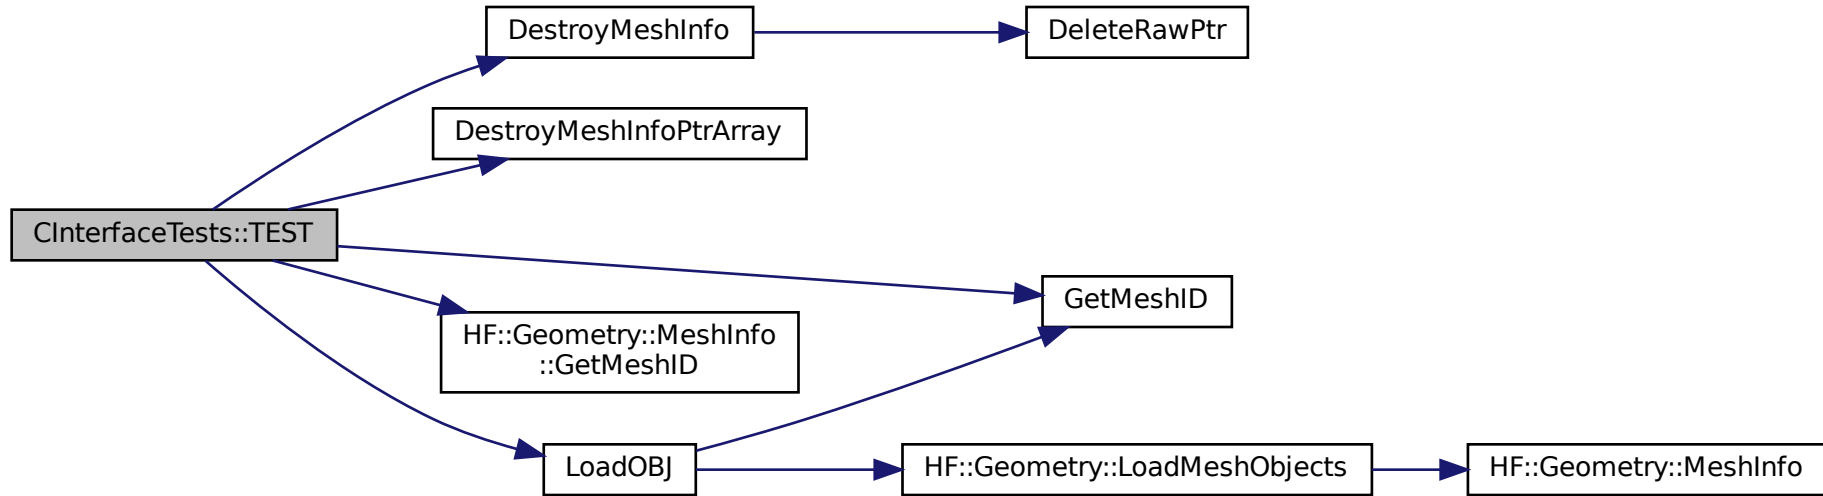 DestroyMeshInfo
DeleteRawPtr
DestroyMeshInfoPtrArray
CInterfaceTests::TEST
GetMeshID
HF::Geometry::MeshInfo
::GetMeshID
LoadOBJ
HF::Geometry::LoadMeshObjects
HF::Geometry::MeshInfo